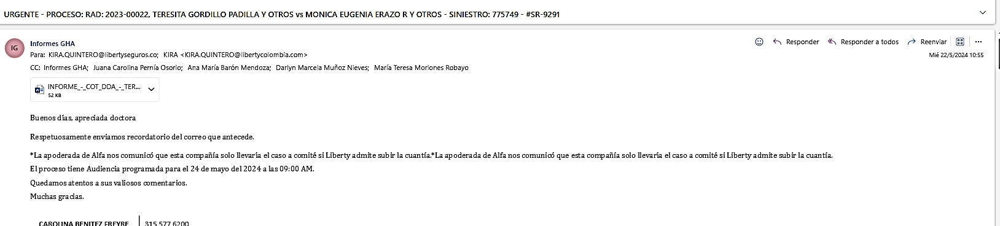 URGENTE - PROCESO: RAD: 2023-00022, TERESITA GORDILLO PADILLA Y OTROS vs MONICA EUGENIA ERAZO R Y OTROS - SINIESTRO: 775749 - #SR-9291
IG
Informes GHA
Responder
Responder a todos
Reenviar
Para: KIRA.QUINTERO@libertyseguros.co; KIRA <KIRA.QUINTERO@libertycolombia.com>
Mié 22/5/2024 10:55
CC: Informes GHA; Juana Carolina Pernía Osorio; Ana María Barón Mendoza; Darlyn Marcela Muñoz Nieves; María Teresa Moriones Robayo
INFORME_-_COT_DDA_-_TER...
52 KB
Buenos días, apreciada doctora
Respetuosamente enviamos recordatorio del correo que antecede.
*La apoderada de Alfa nos comunicó que esta compañía solo llevaría el caso a comité si Liberty admite subir la cuantía.*La apoderada de Alfa nos comunicó que esta compañía solo llevaría el caso a comité si Liberty admite subir la cuantía.
El proceso tiene Audiencia programada para el 24 de mayo del 2024 a las 09:00 AM.
Quedamos atentos a sus valiosos comentarios.
Muchas gracias.
CAROLINA BENITEZ FREYRE
315 577 6200